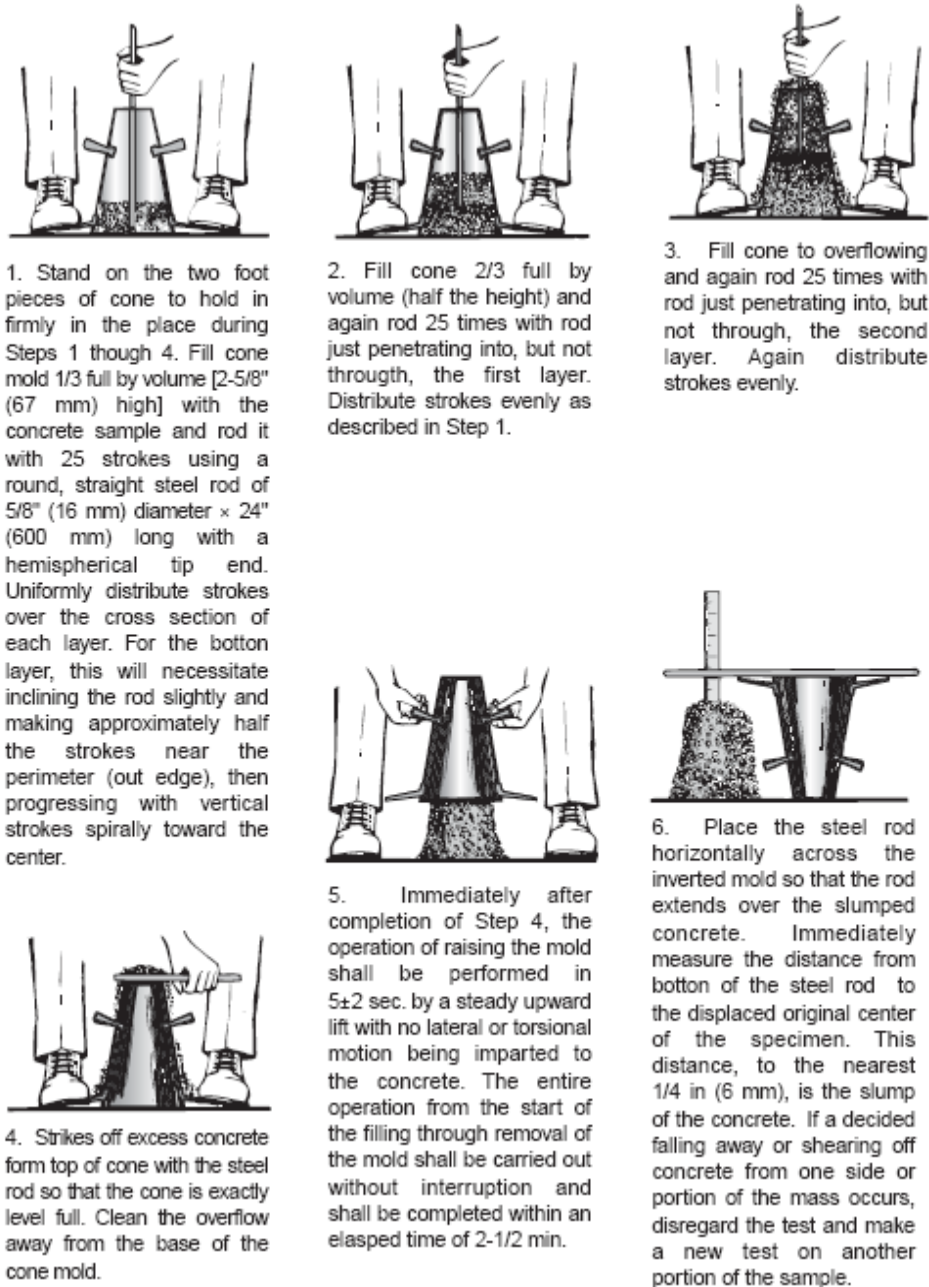 1. Stand on the two foot
pieces of cone to hold in
firmly in the place during
Steps 1 though 4. Fill cone
mold 1/3 full by volume [2-5/8"
(67 mm) high] with the
concrete sample and rod it
with 25 strokes using a
round, straight steel rod of
5/8" (16 mm) diameter × 24"
(600 mm) long with a
hemispherical tip end.
Uniformly distribute strokes
over the cross section of
each layer. For the botton
layer, this will necessitate
inclining the rod slightly and
making approximately half
the strokes near the
perimeter (out edge), then
progressing with vertical
strokes spirally toward the
center.
2. Fill cone 2/3 full by
volume (half the height) and
again rod 25 times with rod
just penetrating into, but not
througth, the first layer.
Distribute strokes evenly as
described in Step 1.
3. Fill cone to overflowing
and again rod 25 times with
rod just penetrating into, but
not through, the second
layer. Again distribute
strokes evenly.
4. Strikes off excess concrete
form top of cone with the steel
rod so that the cone is exactly
level full. Clean the overflow
away from the base of the
cone mold.
5. Immediately after
completion of Step 4, the
operation of raising the mold
shall be performed in
5±2 sec. by a steady upward
lift with no lateral or torsional
motion being imparted to
the concrete. The entire
operation from the start of
the filling through removal of
the mold shall be carried out
without interruption and
shall be completed within an
elasped time of 2-1/2 min.
6. Place the steel rod
horizontally across the
inverted mold so that the rod
extends over the slumped
concrete. Immediately
measure the distance from
botton of the steel rod to
the displaced original center
of the specimen. This
distance, to the nearest
1/4 in (6 mm), is the slump
of the concrete. If a decided
falling away or shearing off
concrete from one side or
portion of the mass occurs,
disregard the test and make
a new test on another
portion of the sample.